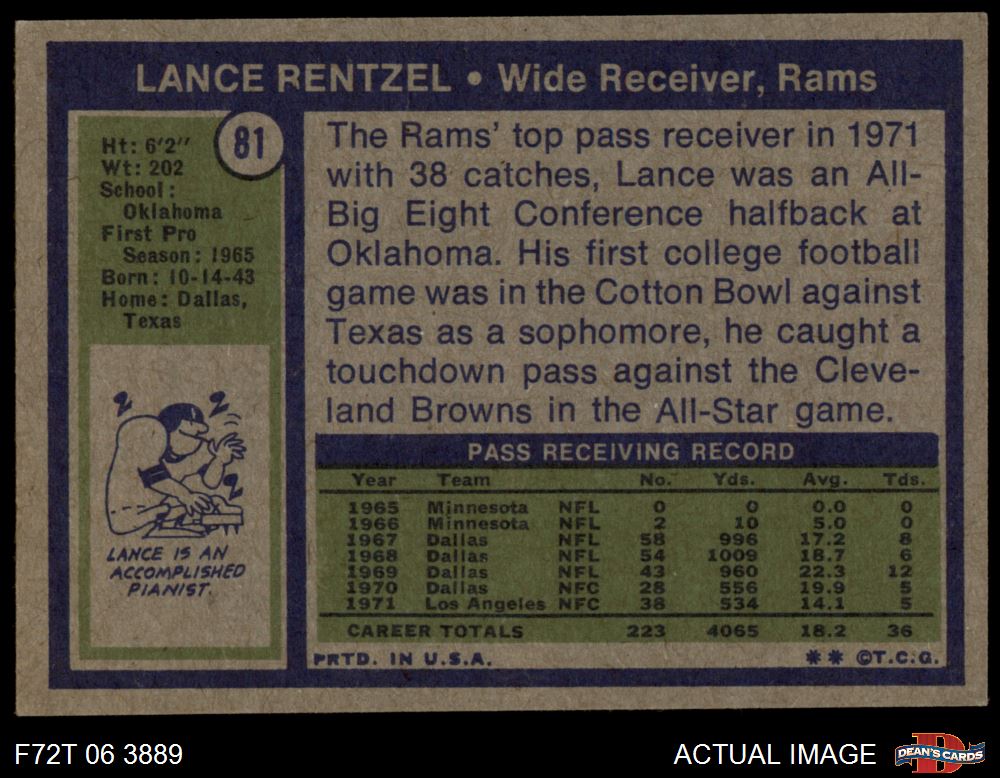 LANCE RENTZEL • Wide Receiver, Rams
81
Ht: 6'2"
Wt: 202
School:
Oklahoma
First Pro
Season: 1965
Born: 10-14-43
Home: Dallas,
Texas
LANCE IS AN
ACCOMPLISHED
PIANIST.
The Rams' top pass receiver in 1971
with 38 catches, Lance was an All-
Big Eight Conference halfback at
Oklahoma. His first college football
game was in the Cotton Bowl against
Texas as a sophomore, he caught a
touchdown pass against the Cleve-
land Browns in the All-Star game.
PASS RECEIVING RECORD
Year Team No. Yds. Avg. Tds.
1965 Minnesota NFL 0 0 0.0 0
1966 Minnesota NFL 2 10 5.0 0
1967 Dallas NFL 58 996 17.2 8
1968 Dallas NFL 54 1009 18.7 6
1969 Dallas NFL 43 960 22.3 12
1970 Dallas NFC 28 556 19.9 5
1971 Los Angeles NFC 38 534 14.1 5
CAREER TOTALS 223 4065 18.2 36
PRTD. IN U.S.A. ** ©T.C.G.
F72T 06 3889 ACTUAL IMAGE
D
DEAN'S CARDS